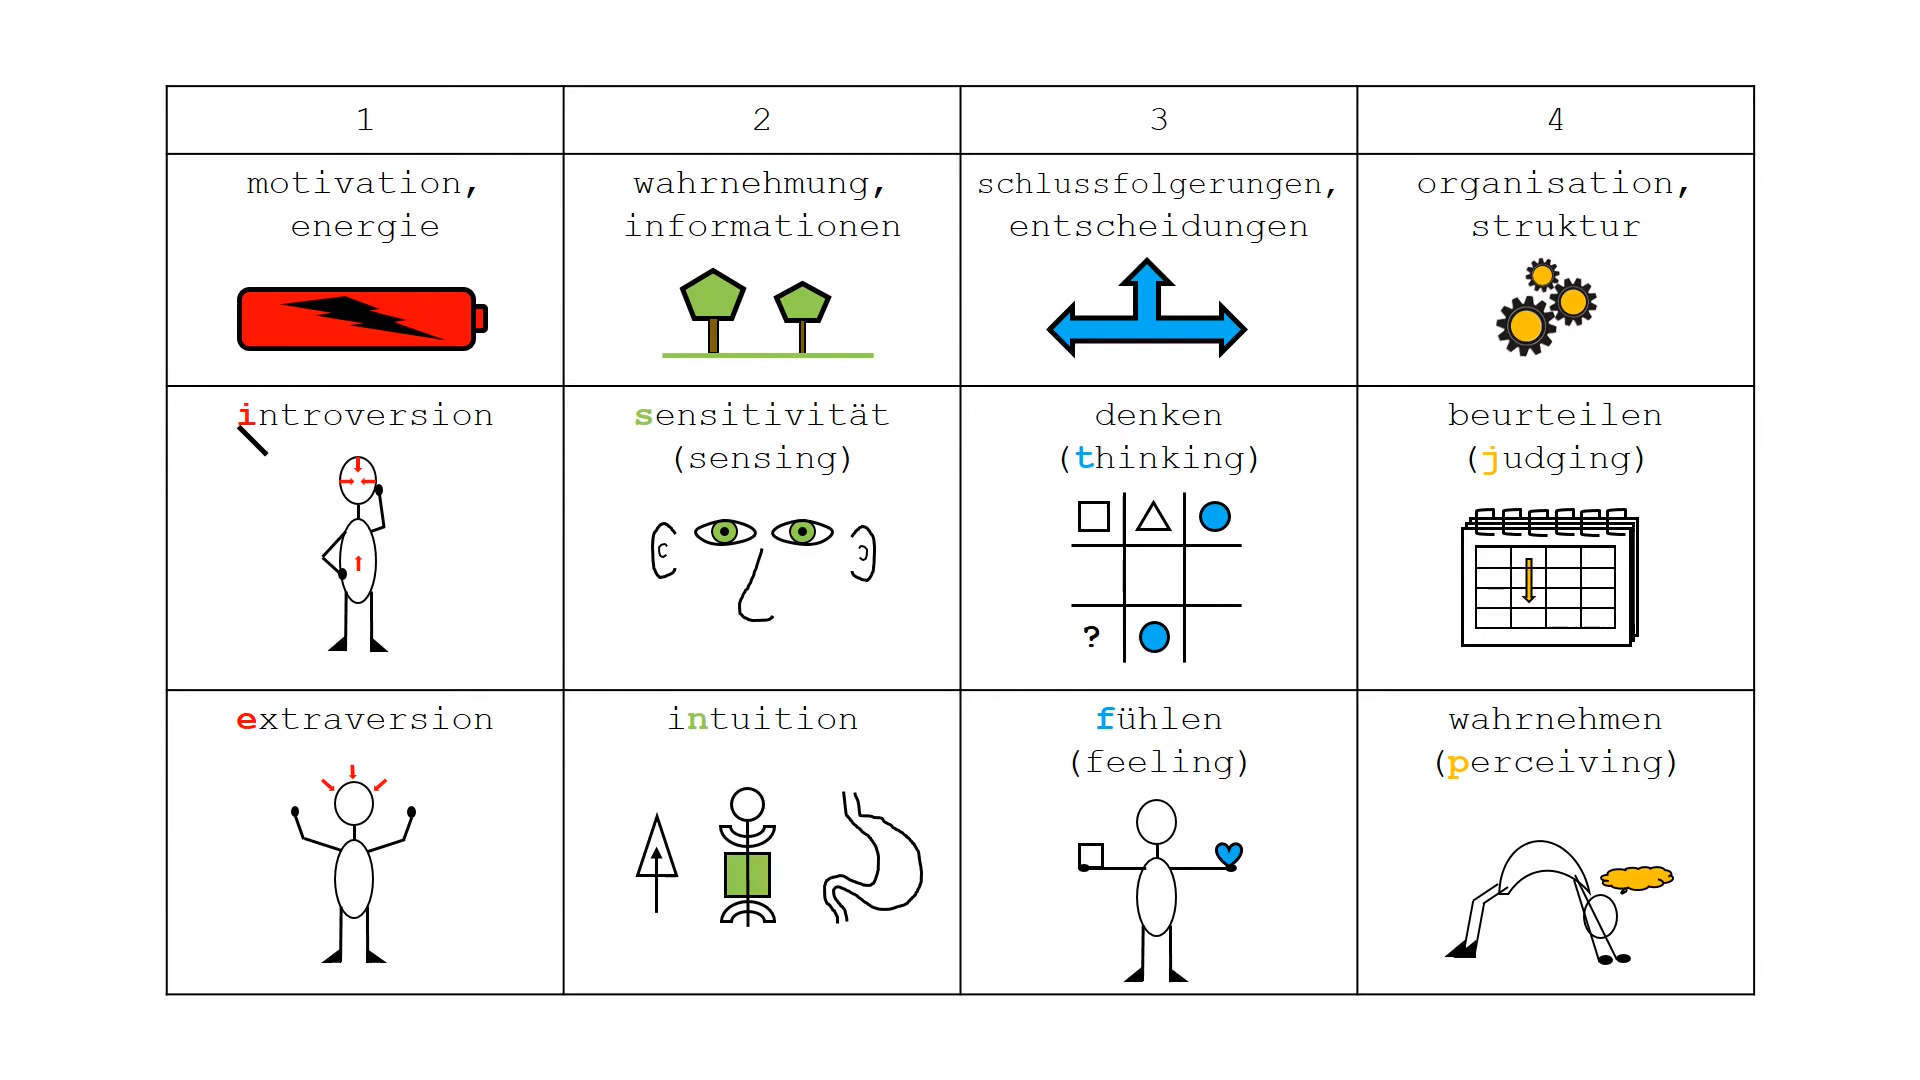 1
2
3
4
motivation,
energie
wahrnehmung,
informationen
schlussfolgerungen,
entscheidungen
organisation,
struktur
introversion
sensitivität
(sensing)
denken
(thinking)
beurteilen
(judging)
?
extraversion
intuition
fühlen
(feeling)
wahrnehmen
(perceiving)